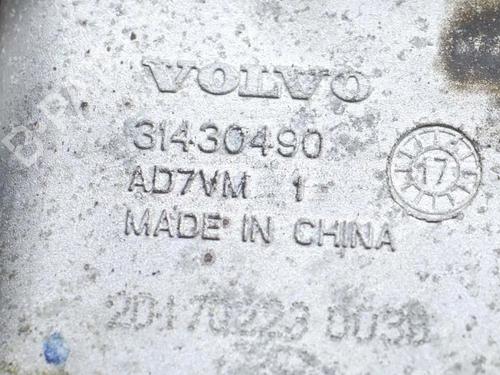 VOLVO
31430490
AD7VM 1
17
MADE IN CHINA
20170223 0038